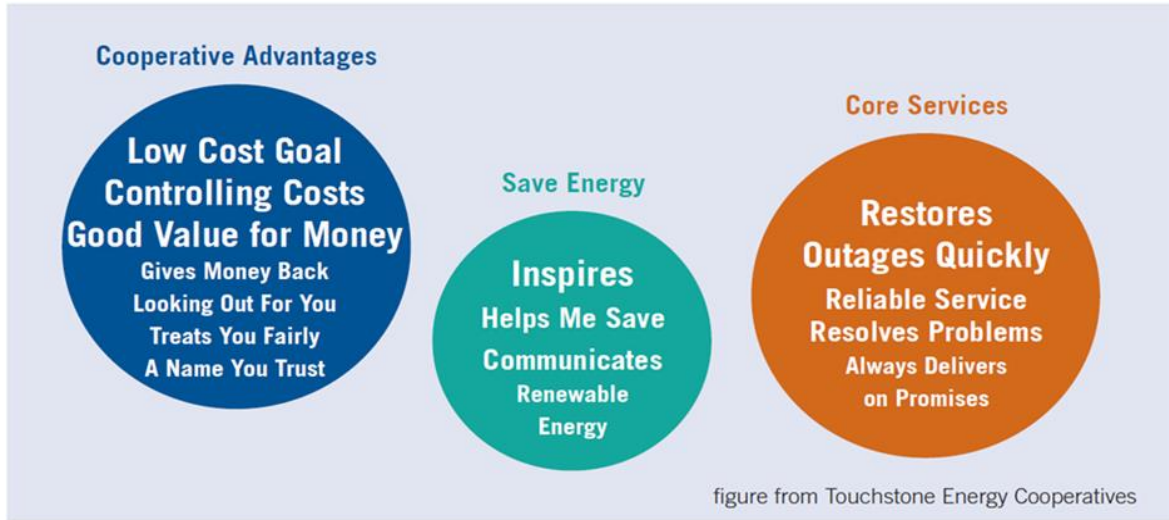 Cooperative Advantages
Low Cost Goal
Controlling Costs
Good Value for Money
Gives Money Back
Looking Out For You
Treats You Fairly
A Name You Trust
Save Energy
Inspires
Helps Me Save
Communicates
Renewable
Energy
Core Services
Restores
Outages Quickly
Reliable Service
Resolves Problems
Always Delivers
on Promises
figure from Touchstone Energy Cooperatives